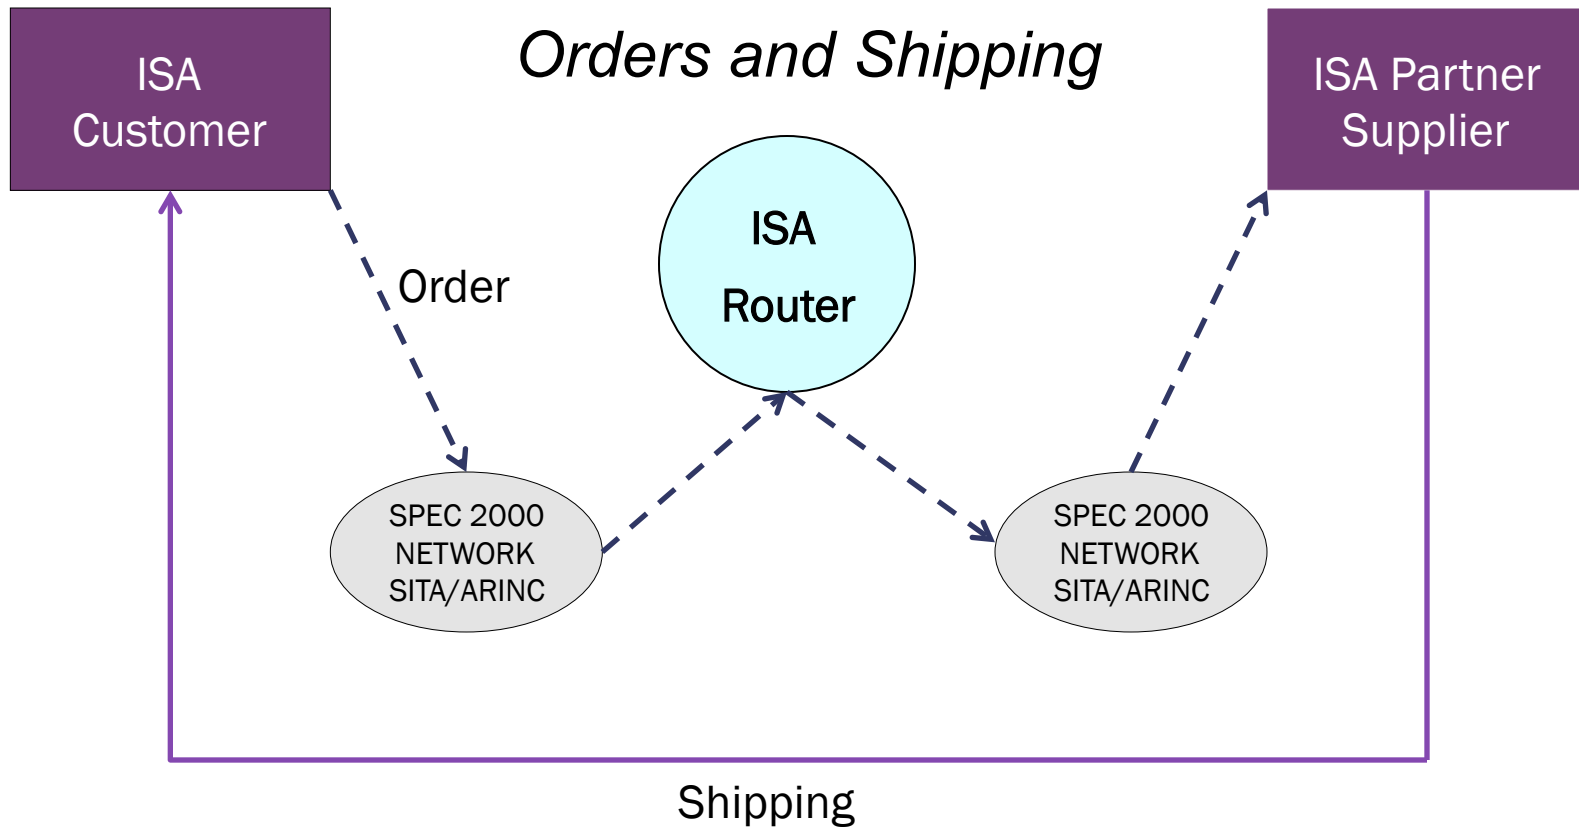 Orders and Shipping
ISA
Customer
ISA Partner
Supplier
ISA
Router
Order
SPEC 2000
NETWORK
SITA/ARINC
SPEC 2000
NETWORK
SITA/ARINC
Shipping